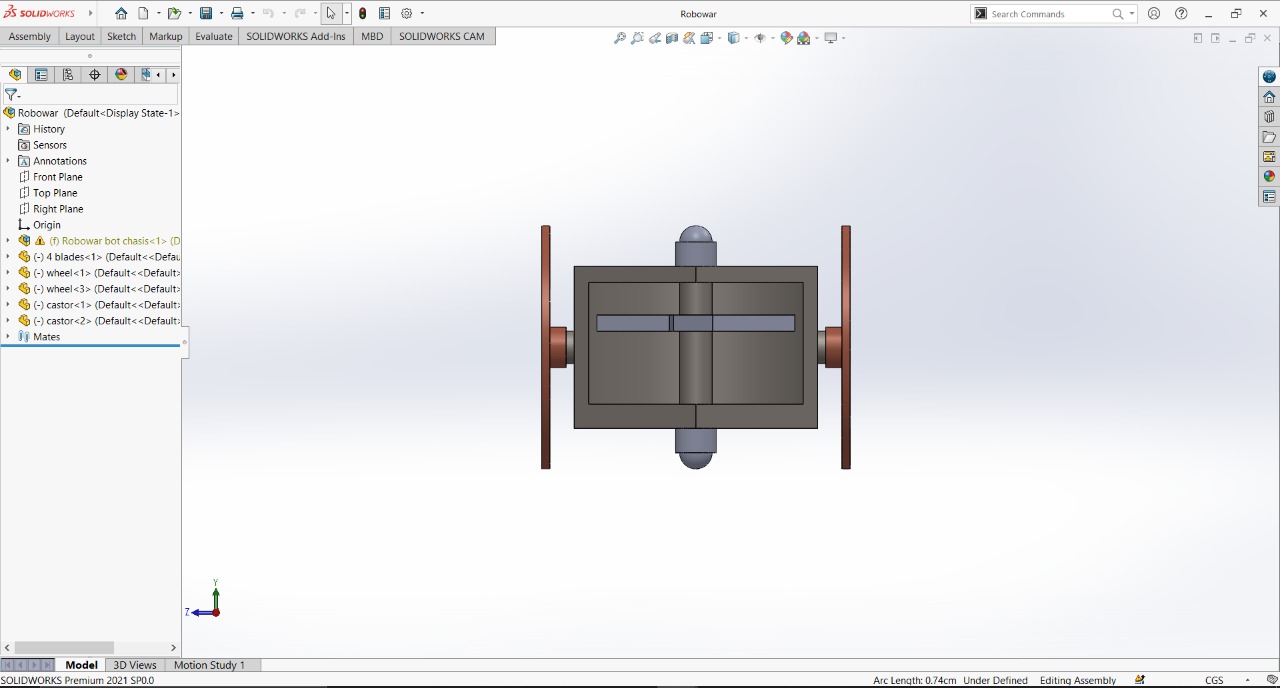 SOLIDWORKS
Robowar
Search Commands
Assembly Layout Sketch Markup Evaluate SOLIDWORKS Add-Ins MBD SOLIDWORKS CAM
Robowar (Default<Display State-1>
History
Sensors
Annotations
Front Plane
Top Plane
Right Plane
Origin
(f) Robowar bot chasis<1> (D
(-) 4 blades<1> (Default<<Defau
(-) wheel<1> (Default<<Default>
(-) wheel<3> (Default<<Default>
(-) castor<1> (Default<<Default>
(-) castor<2> (Default<<Default>
Mates
Y
Z
Model 3D Views Motion Study 1
SOLIDWORKS Premium 2021 SP0.0
Arc Length: 0.74cm Under Defined Editing Assembly CGS